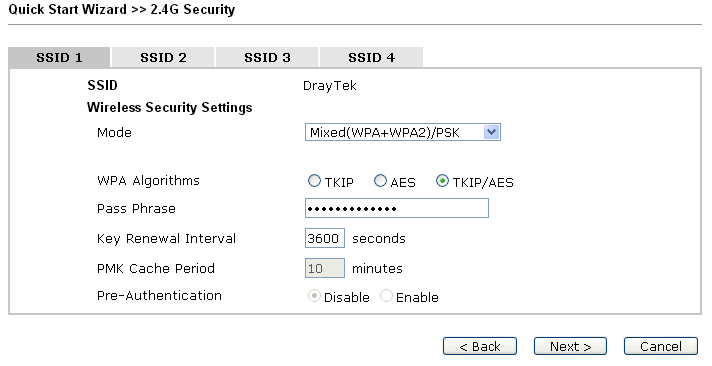 Quick Start Wizard >> 2.4G Security
SSID 1 SSID 2 SSID 3 SSID 4
SSID DrayTek
Wireless Security Settings
Mode Mixed(WPA+WPA2)/PSK
WPA Algorithms TKIP AES TKIP/AES
Pass Phrase •••••••••••••
Key Renewal Interval 3600 seconds
PMK Cache Period 10 minutes
Pre-Authentication Disable Enable
< Back Next > Cancel